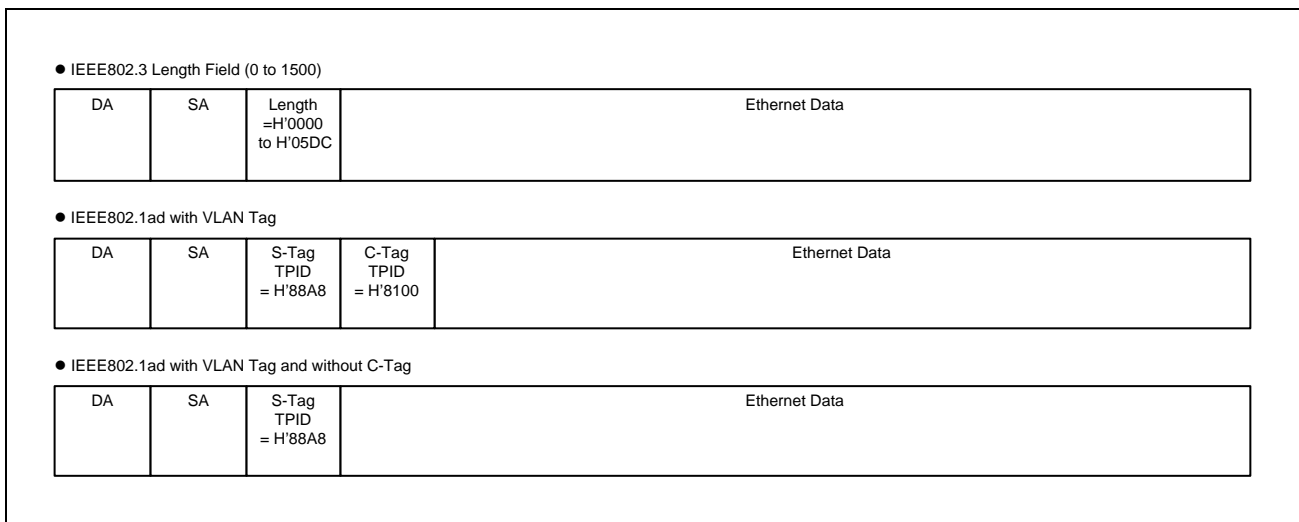 ● IEEE802.3 Length Field (0 to 1500)
DA
SA
Length
=H'0000
to H'05DC
Ethernet Data
● IEEE802.1ad with VLAN Tag
DA
SA
S-Tag
TPID
= H'88A8
C-Tag
TPID
= H'8100
Ethernet Data
● IEEE802.1ad with VLAN Tag and without C-Tag
DA
SA
S-Tag
TPID
= H'88A8
Ethernet Data